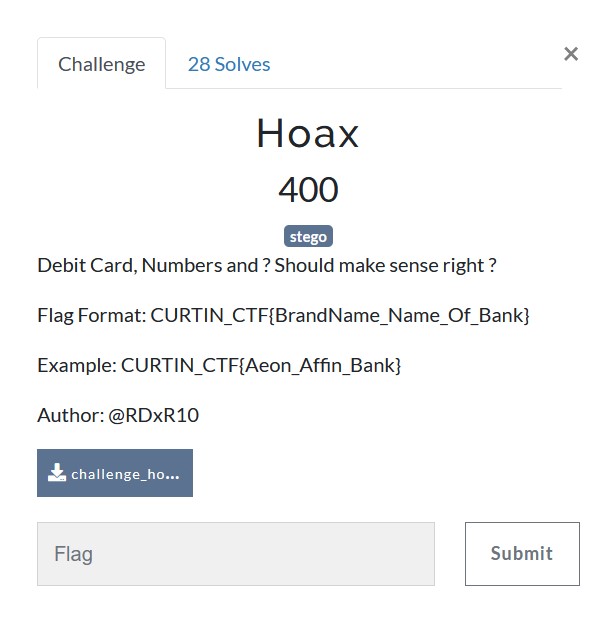 Challenge
28 Solves
×
Hoax
400
stego
Debit Card, Numbers and ? Should make sense right ?
Flag Format: CURTIN_CTF{BrandName_Name_Of_Bank}
Example: CURTIN_CTF{Aeon_Affin_Bank}
Author: @RDxR10
challenge_ho...
Flag
Submit